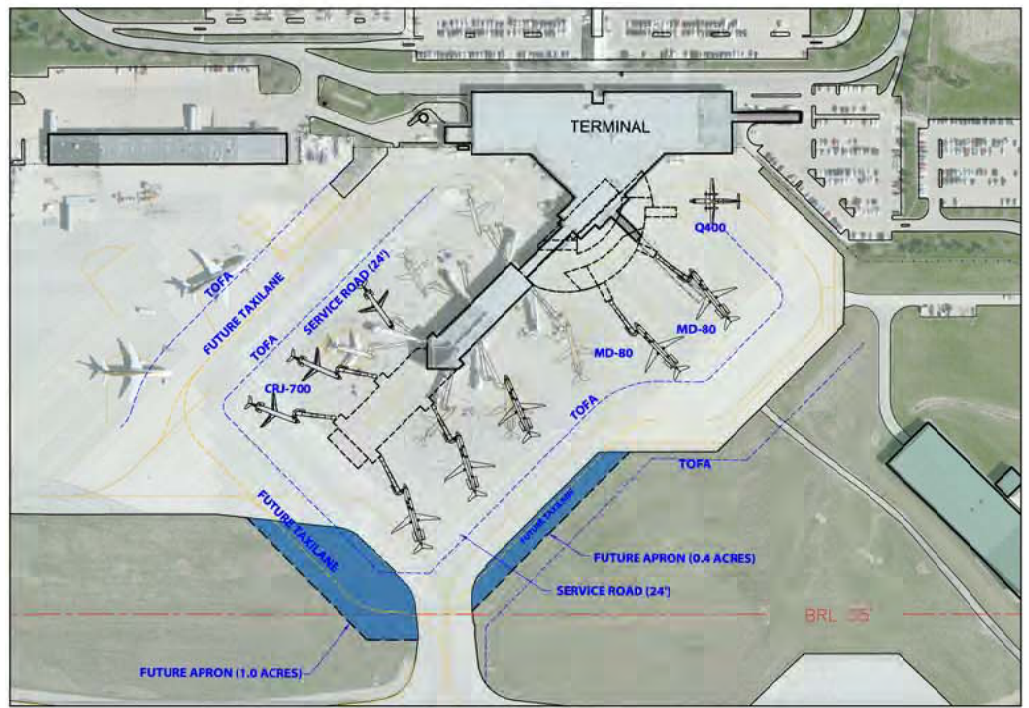 TERMINAL
Q400
TOFA
SERVICE ROAD (24')
FUTURE TAXILANE
TOFA
MD-80
MD-80
CRJ-700
TOFA
TOFA
FUTURE TAXILANE
FUTURE TAXILANE
FUTURE APRON (0.4 ACRES)
SERVICE ROAD (24')
BRL 35'
FUTURE APRON (1.0 ACRES)